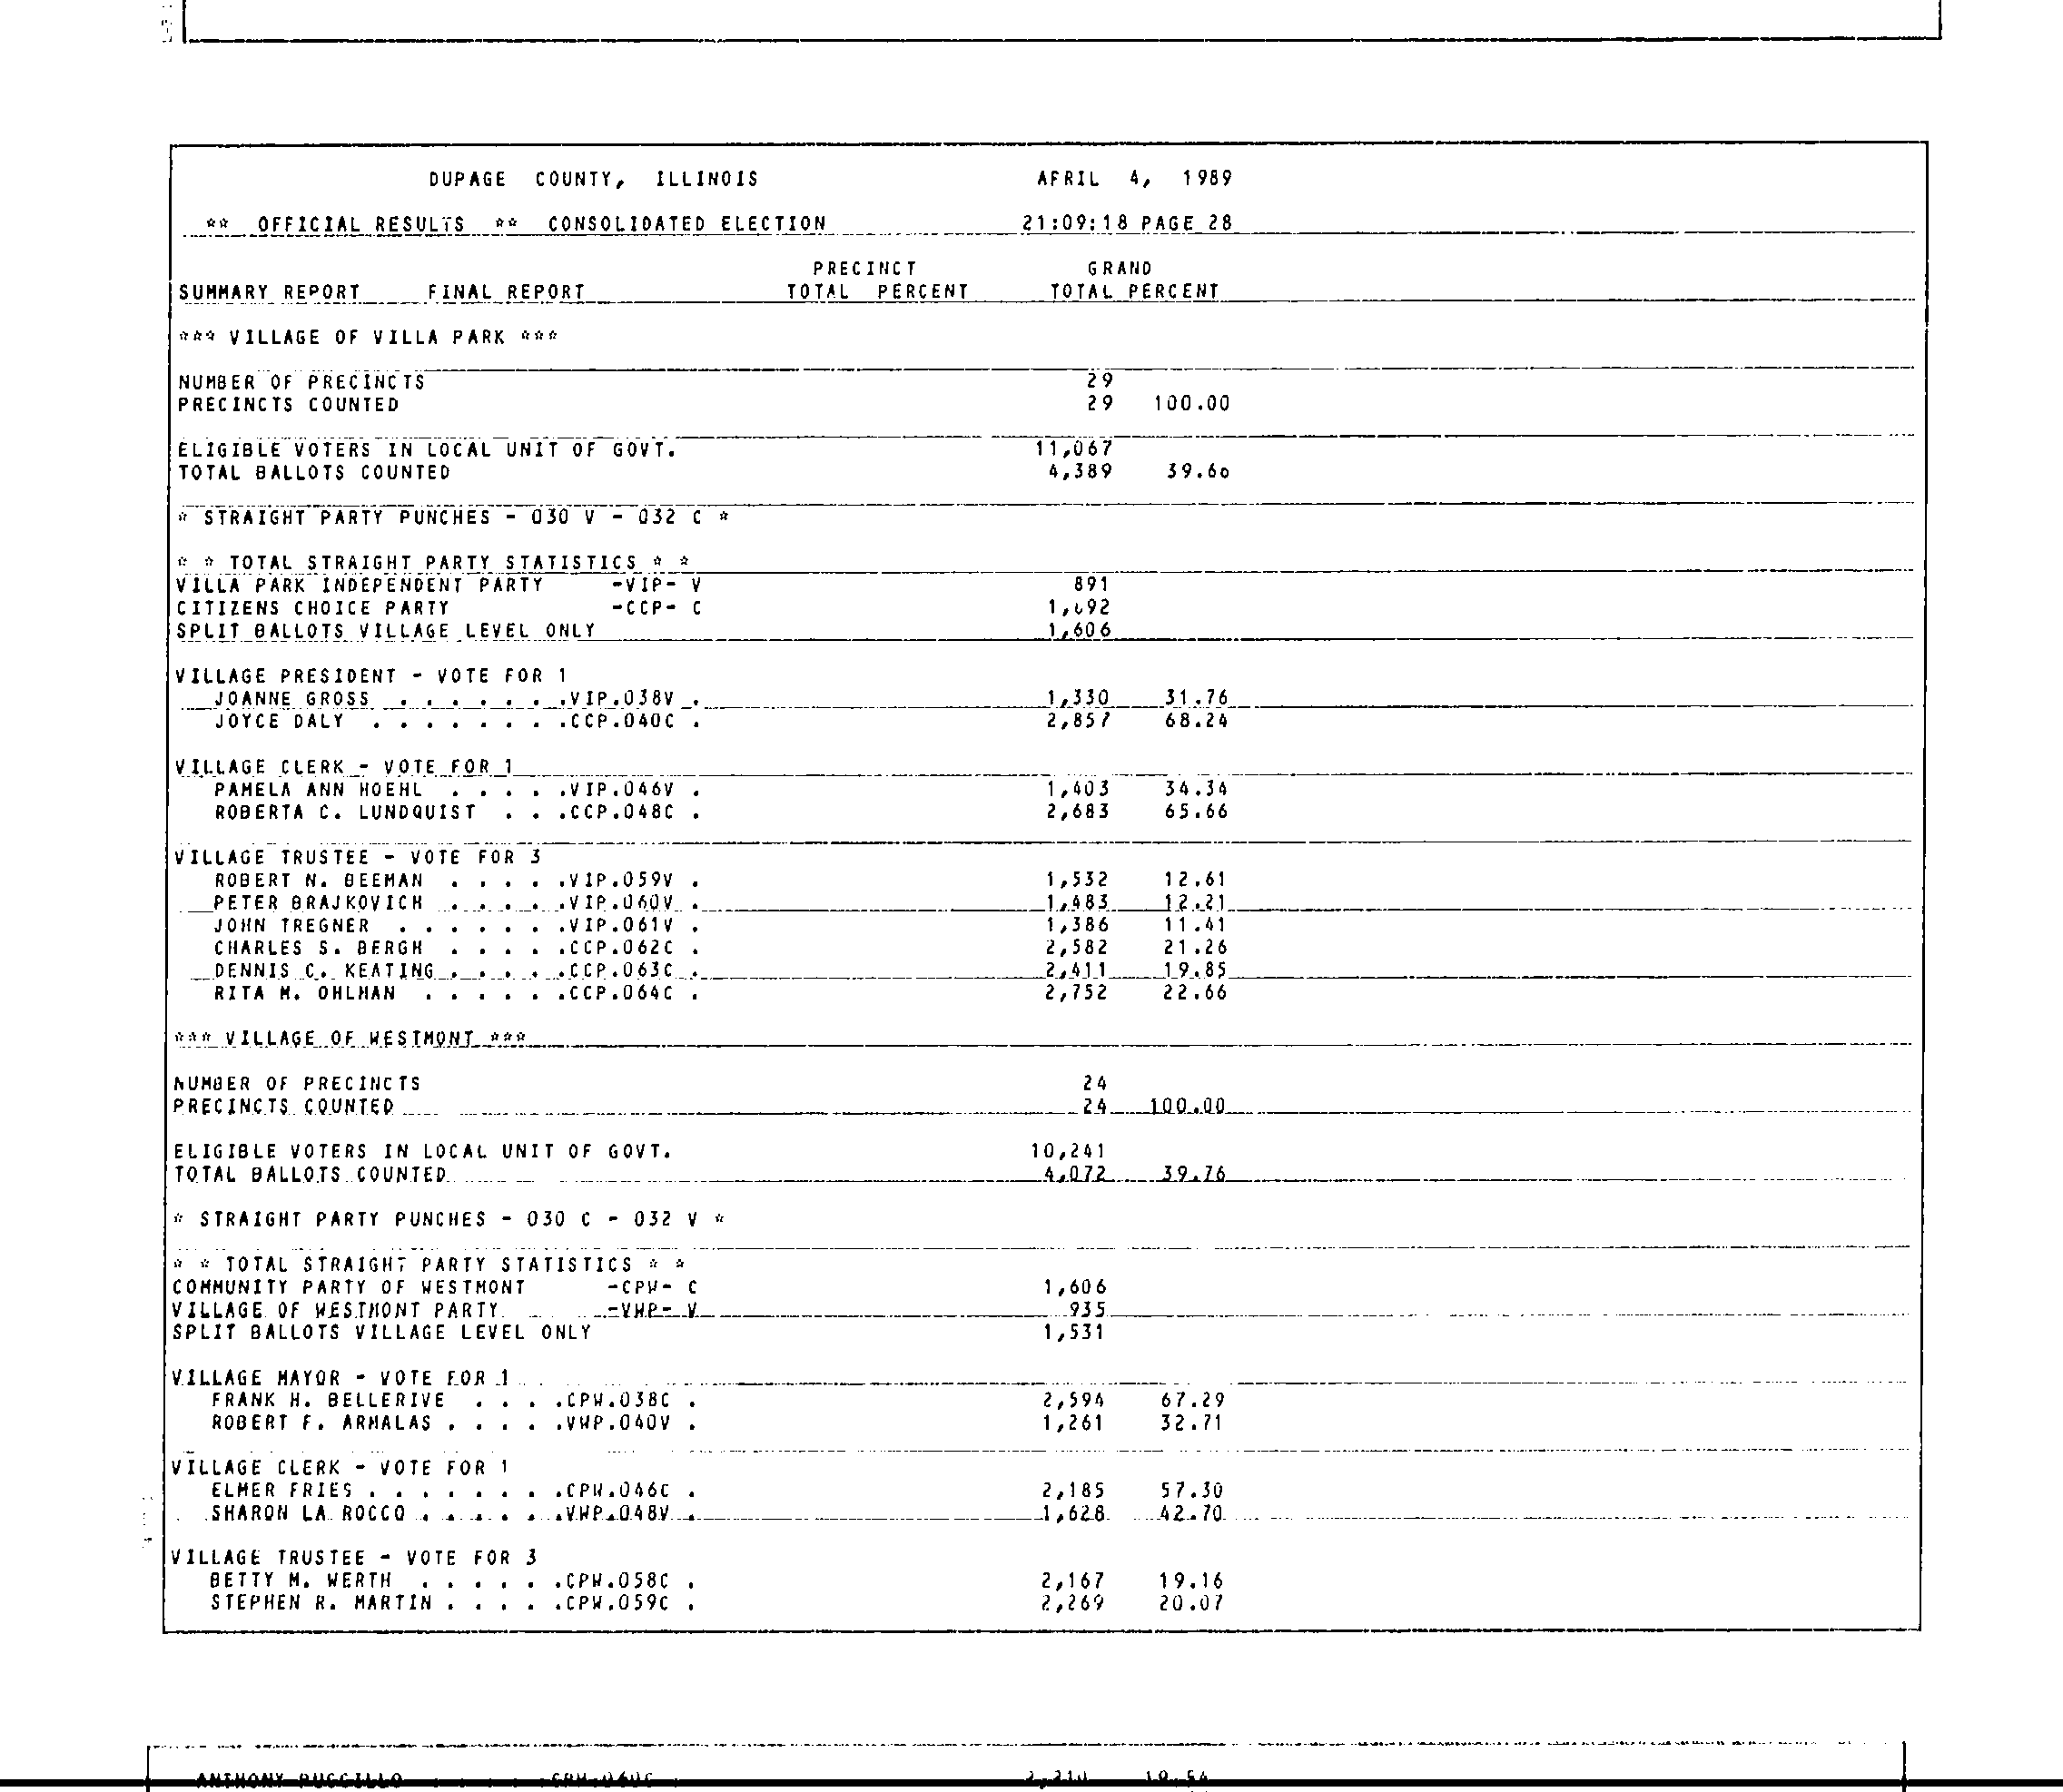 DUPAGE COUNTY, ILLINOIS APRIL 4, 1989
** OFFICIAL RESULTS ** CONSOLIDATED ELECTION 21:09:18 PAGE 28
PRECINCT GRAND
SUMMARY REPORT FINAL REPORT TOTAL PERCENT TOTAL PERCENT
*** VILLAGE OF VILLA PARK ***
NUMBER OF PRECINCTS 29
PRECINCTS COUNTED 29 100.00
ELIGIBLE VOTERS IN LOCAL UNIT OF GOVT. 11,067
TOTAL BALLOTS COUNTED 4,389 39.66
* STRAIGHT PARTY PUNCHES - 030 V - 032 C *
* * TOTAL STRAIGHT PARTY STATISTICS * *
VILLA PARK INDEPENDENT PARTY -VIP- V 891
CITIZENS CHOICE PARTY -CCP- C 1,892
SPLIT BALLOTS VILLAGE LEVEL ONLY 1,606
VILLAGE PRESIDENT - VOTE FOR 1
JOANNE GROSS . . . . . . .VIP.038V . 1,330 31.76
JOYCE DALY . . . . . . . .CCP.040C . 2,857 68.24
VILLAGE CLERK - VOTE FOR 1
PAMELA ANN HOEHL . . . . .VIP.046V . 1,403 34.34
ROBERTA C. LUNDQUIST . . .CCP.048C . 2,683 65.66
VILLAGE TRUSTEE - VOTE FOR 3
ROBERT N. BEEMAN . . . . .VIP.059V . 1,532 12.61
PETER BRAJKOVICH . . . . .VIP.060V . 1,483 12.21
JOHN TREGNER . . . . . . .VIP.061V . 1,386 11.41
CHARLES S. BERGH . . . . .CCP.062C . 2,582 21.26
DENNIS C. KEATING . . . . .CCP.063C . 2,411 19.85
RITA M. OHLMAN . . . . . .CCP.064C . 2,752 22.66
*** VILLAGE OF WESTMONT ***
NUMBER OF PRECINCTS 24
PRECINCTS COUNTED 24 100.00
ELIGIBLE VOTERS IN LOCAL UNIT OF GOVT. 10,241
TOTAL BALLOTS COUNTED 4,072 39.76
* STRAIGHT PARTY PUNCHES - 030 C - 032 V *
* * TOTAL STRAIGHT PARTY STATISTICS * *
COMMUNITY PARTY OF WESTMONT -CPW- C 1,606
VILLAGE OF WESTMONT PARTY -VWP- V 935
SPLIT BALLOTS VILLAGE LEVEL ONLY 1,531
VILLAGE MAYOR - VOTE FOR 1
FRANK H. BELLERIVE . . . .CPW.038C . 2,594 67.29
ROBERT F. ARMALAS . . . . .VWP.040V . 1,261 32.71
VILLAGE CLERK - VOTE FOR 1
ELMER FRIES . . . . . . . .CPW.046C . 2,185 57.30
SHARON LA ROCCO . . . . . .VWP.048V . 1,628 42.70
VILLAGE TRUSTEE - VOTE FOR 3
BETTY M. WERTH . . . . . .CPW.058C . 2,167 19.16
STEPHEN R. MARTIN . . . . .CPW.059C . 2,269 20.07
ANTHONY